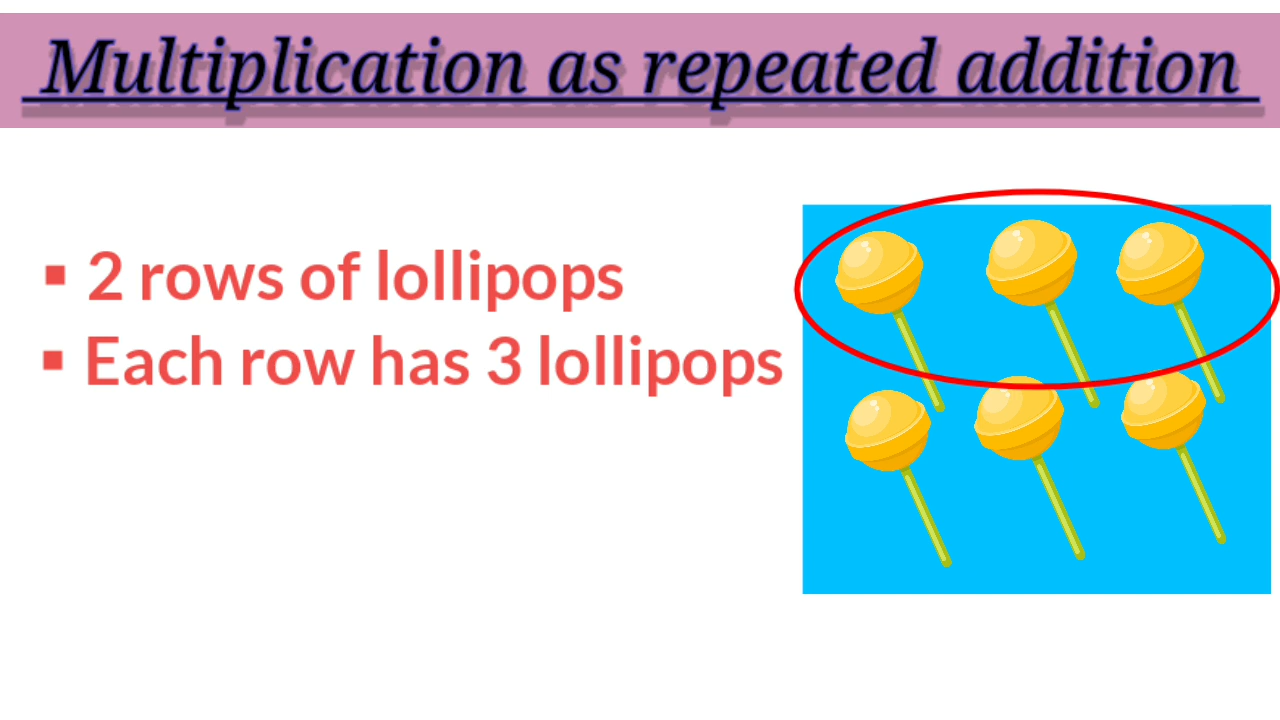 Multiplication as repeated addition
▪ 2 rows of lollipops
▪ Each row has 3 lollipops